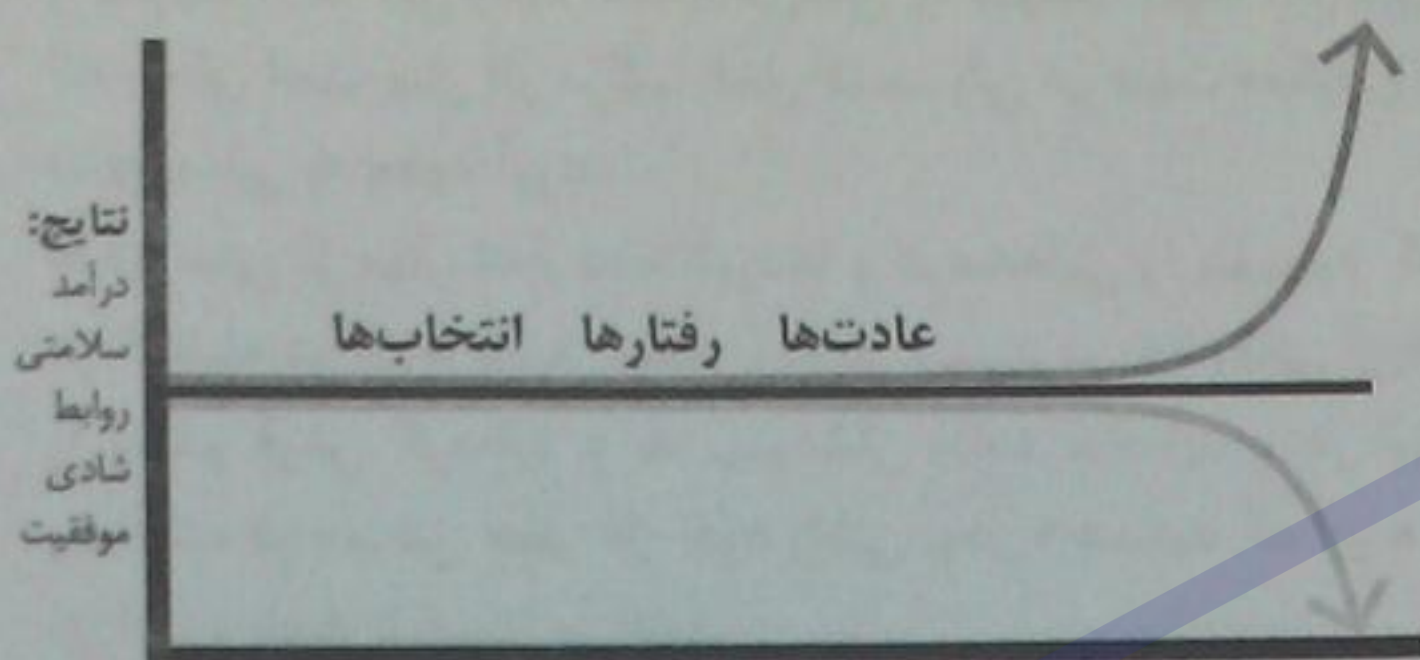 نتایج:
درآمد
سلامتی
روابط
شادی
موفقیت
انتخاب‌ها رفتارها عادت‌ها